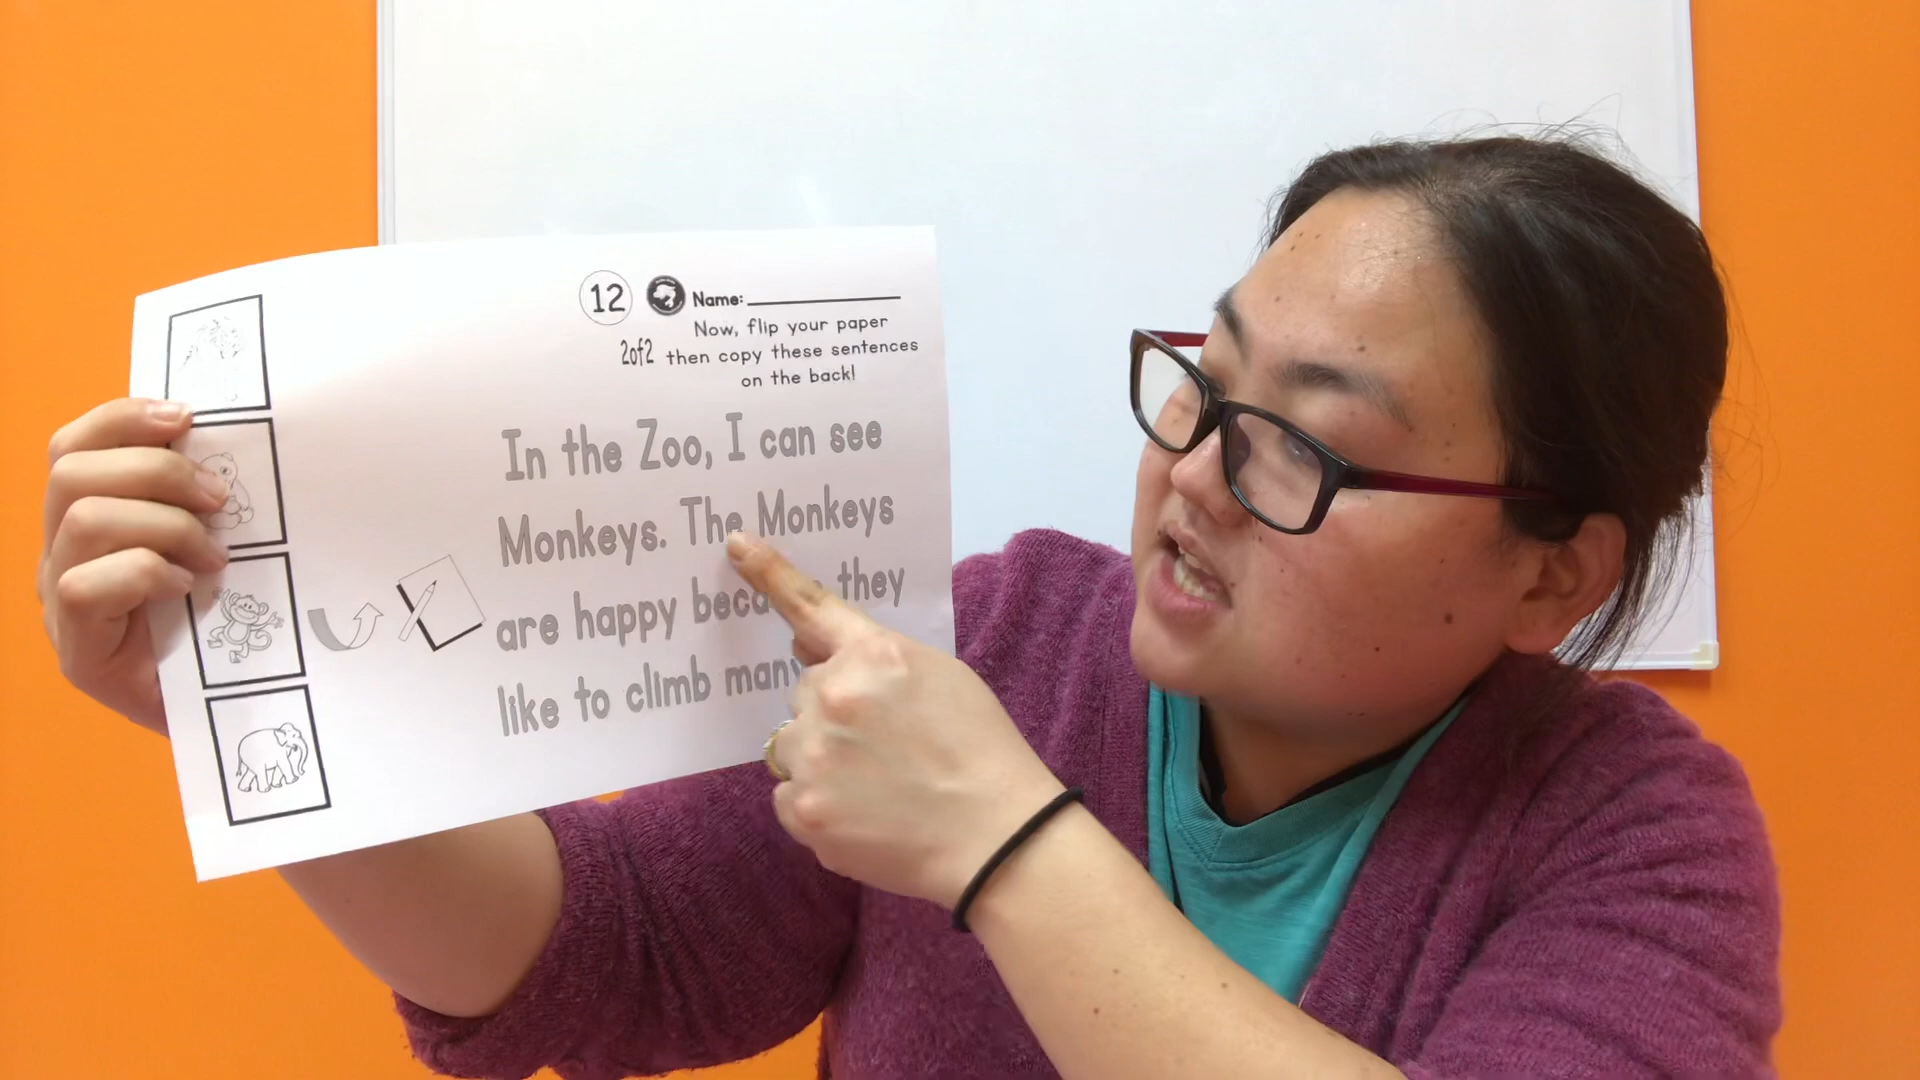 12
Name:
Now, flip your paper
2of2 then copy these sentences
on the back!
In the Zoo, I can see
Monkeys. The Monkeys
are happy they
like to climb many